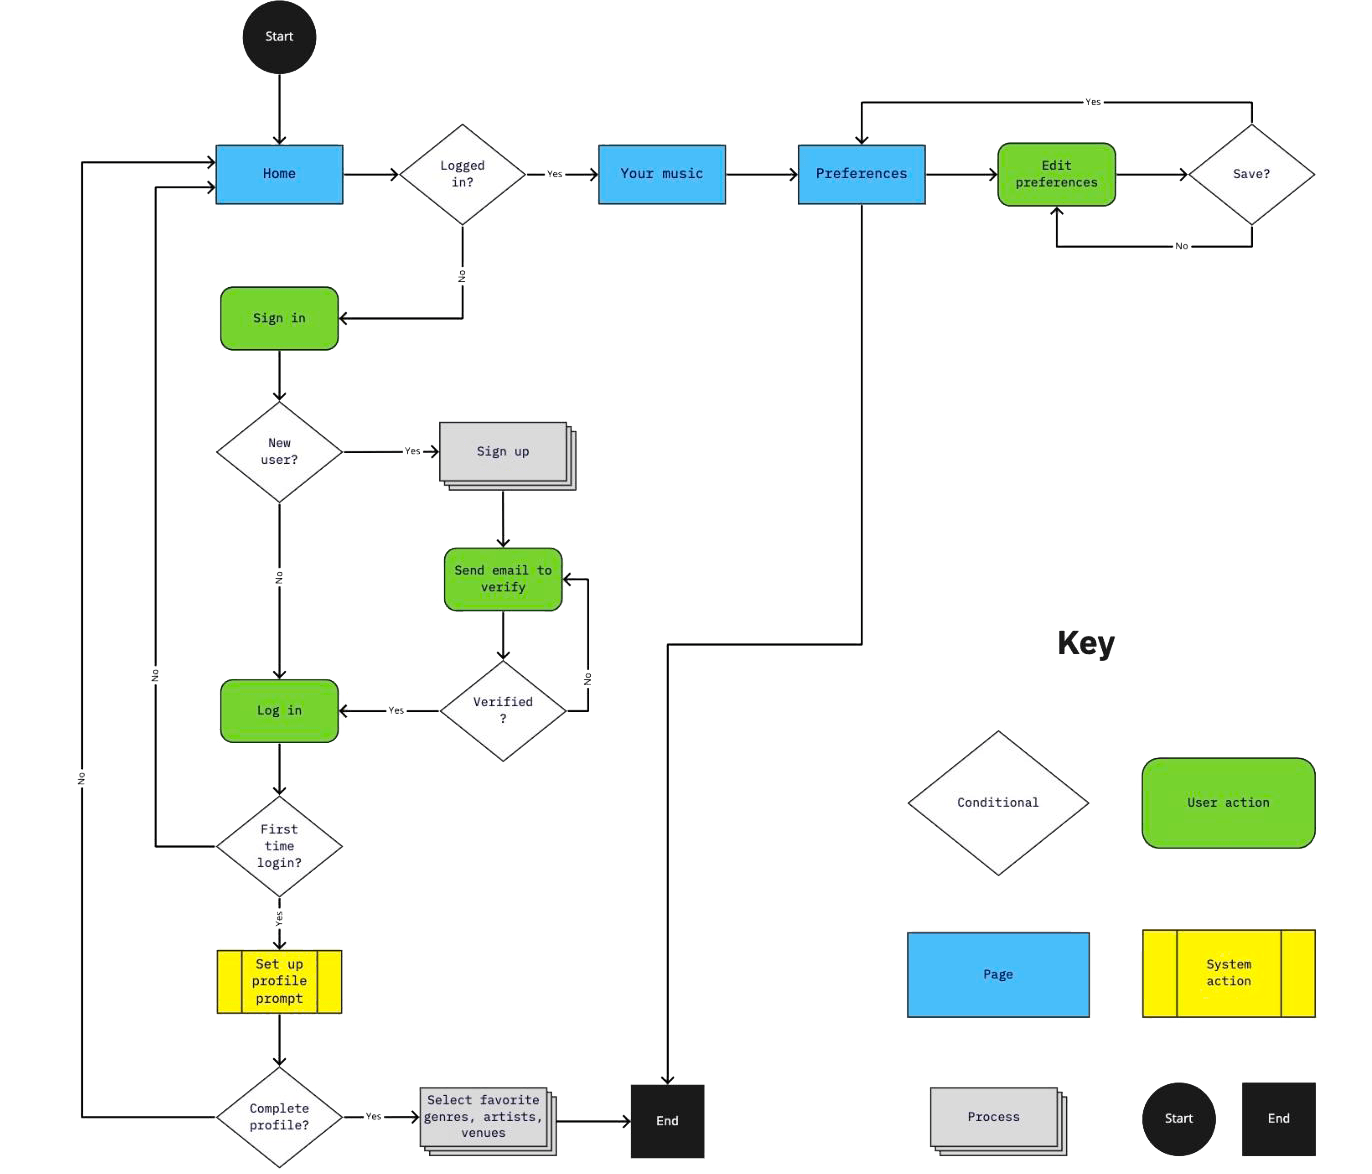 Start
Yes
Home
Logged
in?
Yes
Your music
Preferences
Edit
preferences
Save?
No
No
Sign in
New
user?
Yes
Sign up
No
Send email to
verify
Key
No
No
Log in
Yes
Verified
?
No
Conditional
User action
First
time
login?
Yes
Set up
profile
prompt
Page
System
action
Complete
profile?
Yes
Select favorite
genres, artists,
venues
End
Process
Start
End